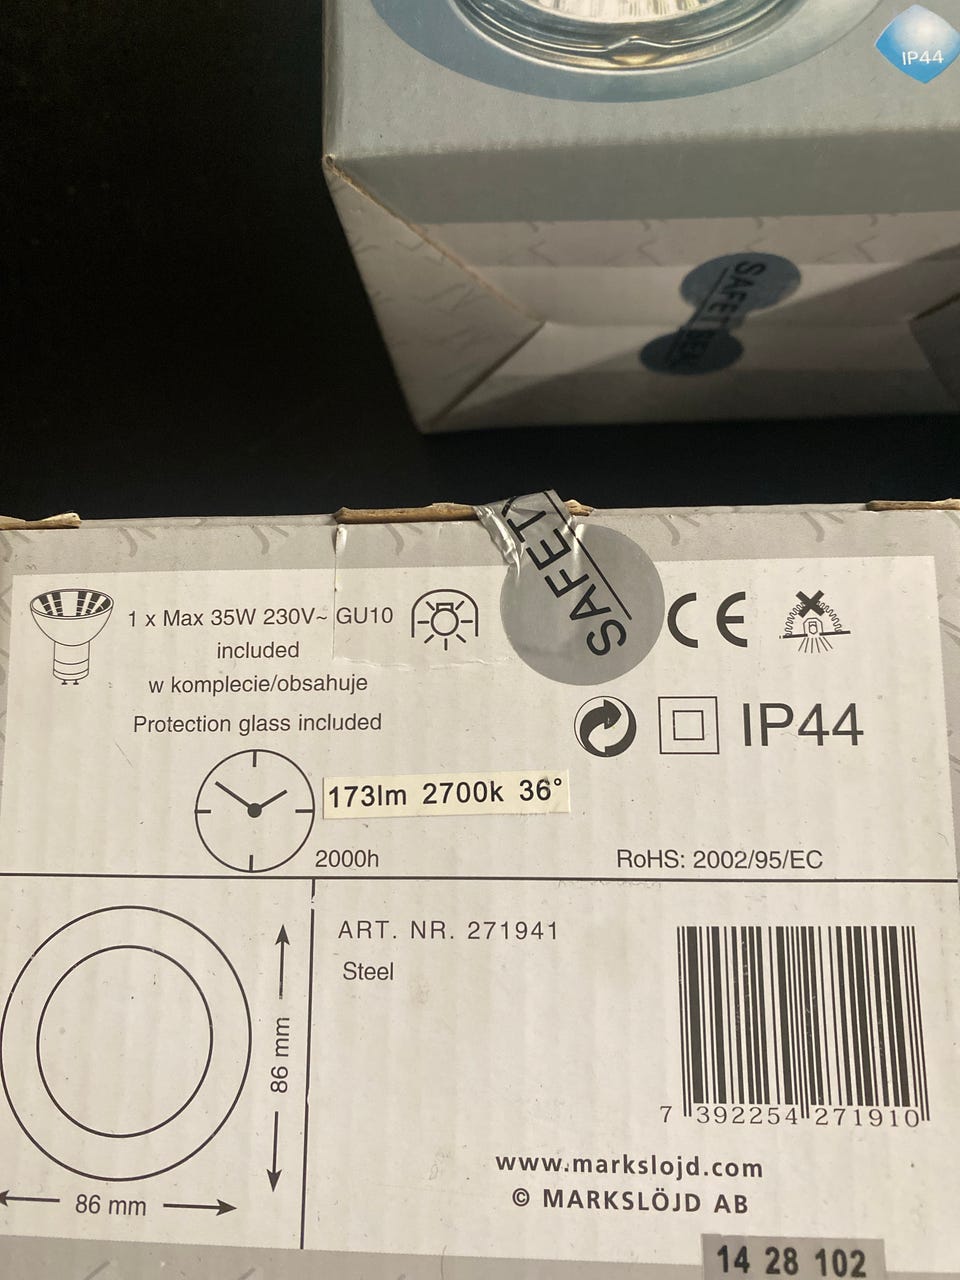 IP44
SAFETY SEAL
SAFETY
1 x Max 35W 230V~ GU10
included
w komplecie/obsahuje
Protection glass included
CE
IP44
173lm 2700k 36°
2000h
RoHS: 2002/95/EC
ART. NR. 271941
Steel
86 mm
86 mm
7 392254 271910
www.markslojd.com
© MARKSLÖJD AB
14 28 102